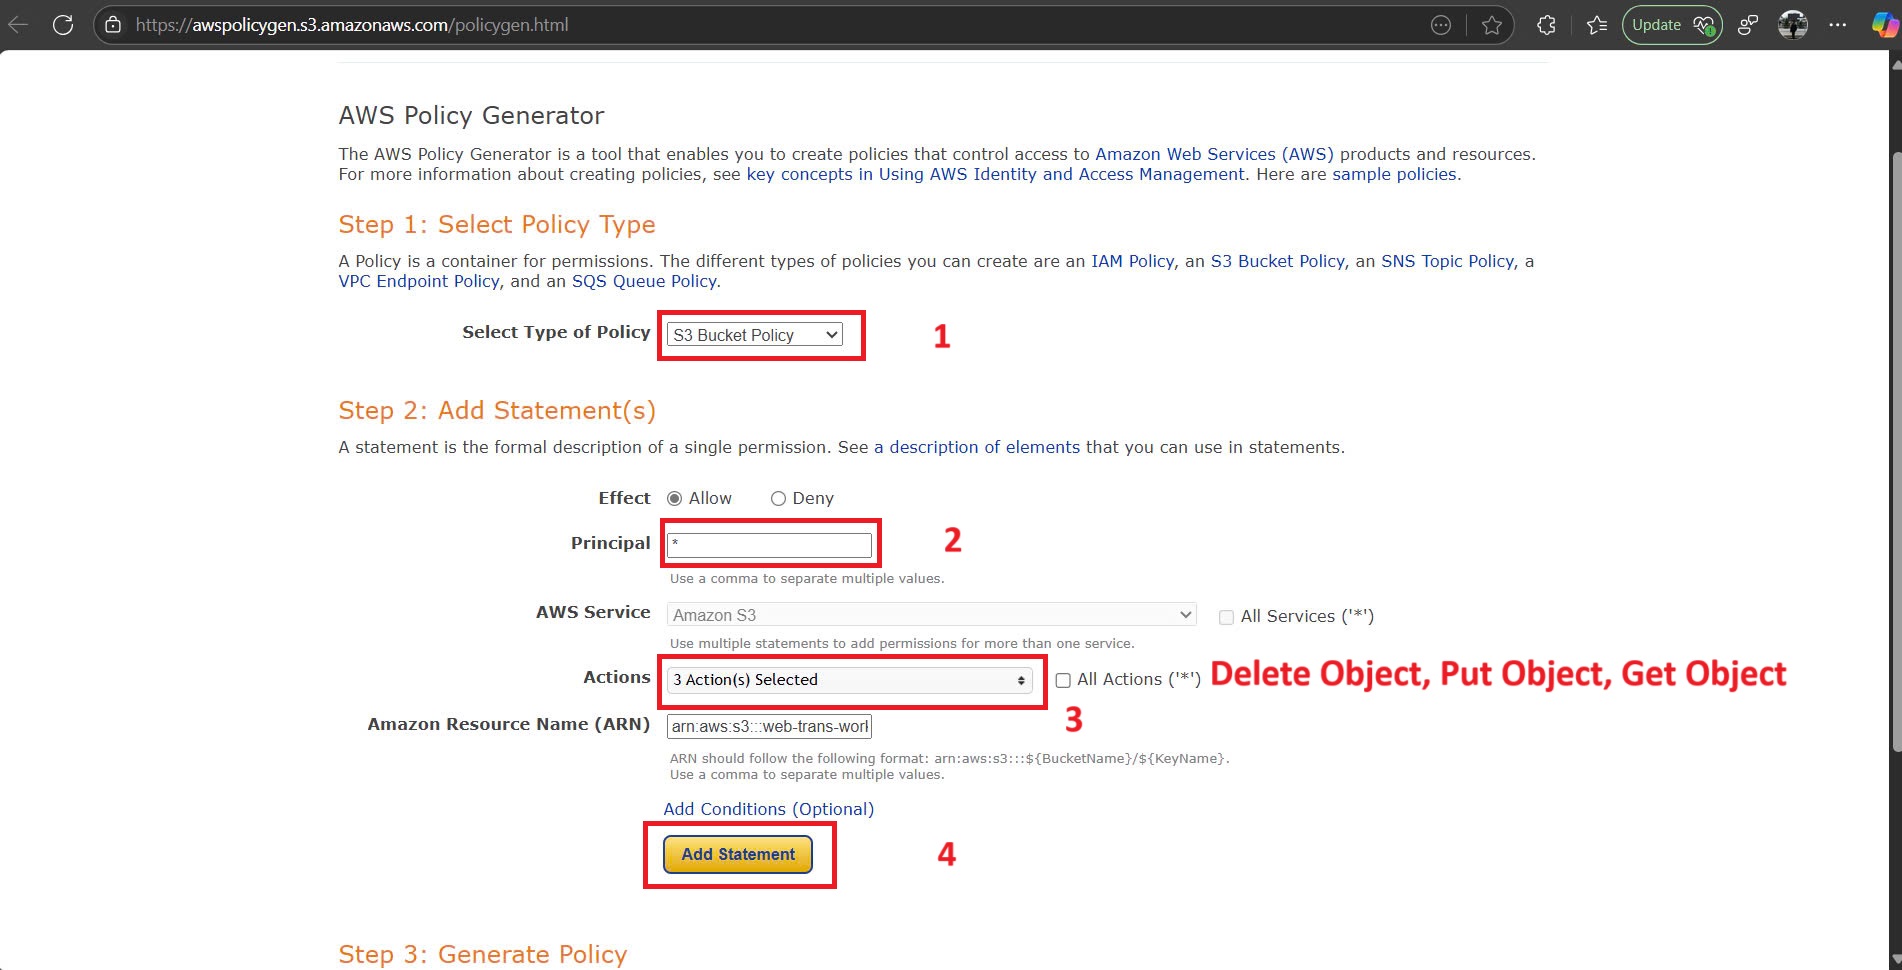 https://awspolicygen.s3.amazonaws.com/policygen.html
Update
AWS Policy Generator
The AWS Policy Generator is a tool that enables you to create policies that control access to Amazon Web Services (AWS) products and resources.
For more information about creating policies, see key concepts in Using AWS Identity and Access Management. Here are sample policies.
Step 1: Select Policy Type
A Policy is a container for permissions. The different types of policies you can create are an IAM Policy, an S3 Bucket Policy, an SNS Topic Policy, a
VPC Endpoint Policy, and an SQS Queue Policy.
Select Type of Policy S3 Bucket Policy 1
Step 2: Add Statement(s)
A statement is the formal description of a single permission. See a description of elements that you can use in statements.
Effect Allow Deny
Principal * 2
Use a comma to separate multiple values.
AWS Service Amazon S3 All Services ('*')
Use multiple statements to add permissions for more than one service.
Actions 3 Action(s) Selected All Actions ('*') Delete Object, Put Object, Get Object
3
Amazon Resource Name (ARN) arn:aws:s3:::web-trans-worl
ARN should follow the following format: arn:aws:s3:::${BucketName}/${KeyName}.
Use a comma to separate multiple values.
Add Conditions (Optional)
Add Statement 4
Step 3: Generate Policy